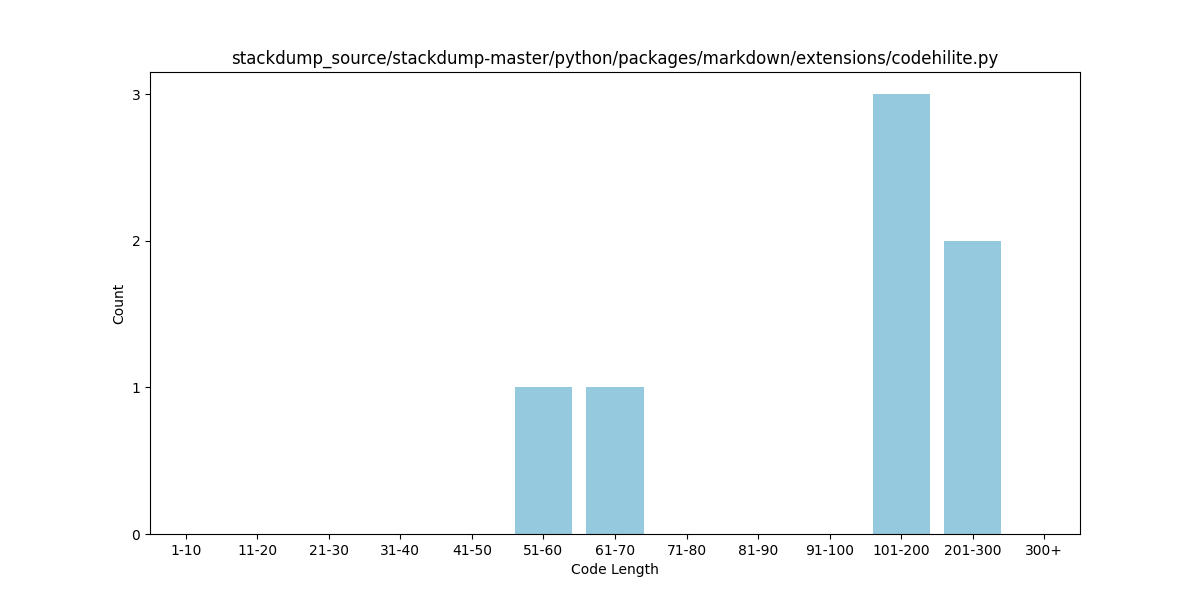 stackdump_source/stackdump-master/python/packages/markdown/extensions/codehilite.py
3
2
1
0
Count
1-10 11-20 21-30 31-40 41-50 51-60 61-70 71-80 81-90 91-100 101-200 201-300 300+
Code Length